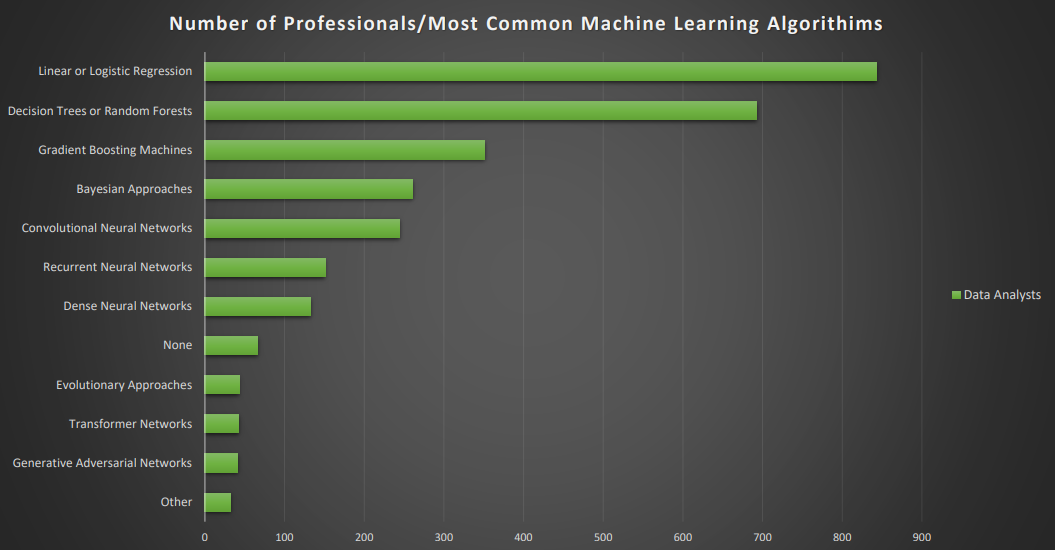 Number of Professionals/Most Common Machine Learning Algorithims
Linear or Logistic Regression
Decision Trees or Random Forests
Gradient Boosting Machines
Bayesian Approaches
Convolutional Neural Networks
Recurrent Neural Networks
Dense Neural Networks
None
Evolutionary Approaches
Transformer Networks
Generative Adversarial Networks
Other
0 100 200 300 400 500 600 700 800 900
Data Analysts